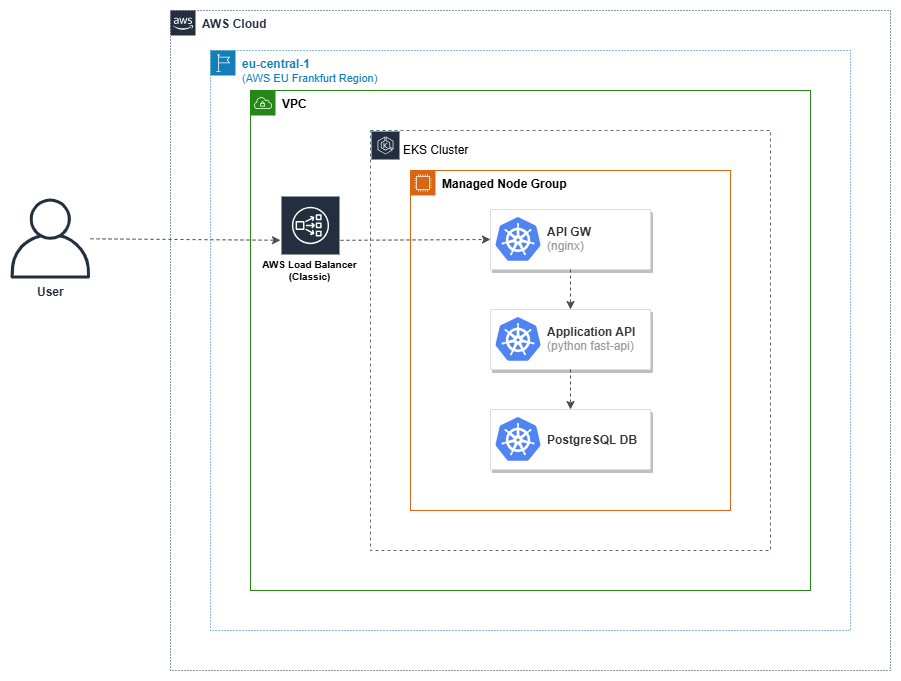 aws
AWS Cloud
eu-central-1
(AWS EU Frankfurt Region)
VPC
EKS Cluster
Managed Node Group
API GW
(nginx)
AWS Load Balancer
(Classic)
User
Application API
(python fast-api)
PostgreSQL DB